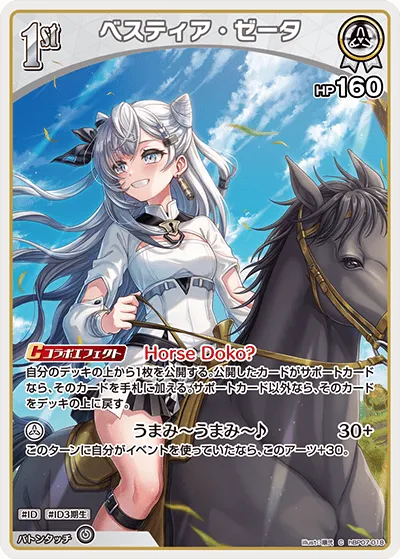 1st
ベスティア・ゼータ
HP160
Cコラボエフェクト Horse Doko?
自分のデッキの上から1枚を公開する。公開したカードがサポートカード
なら、そのカードを手札に加える。サポートカード以外なら、そのカード
をデッキの上に戻す。
うまみ〜うまみ〜♪ 30+
このターンに自分がイベントを使っていたなら、このアーツ+30。
#ID #ID3期生
バトンタッチ
C hBP07-018